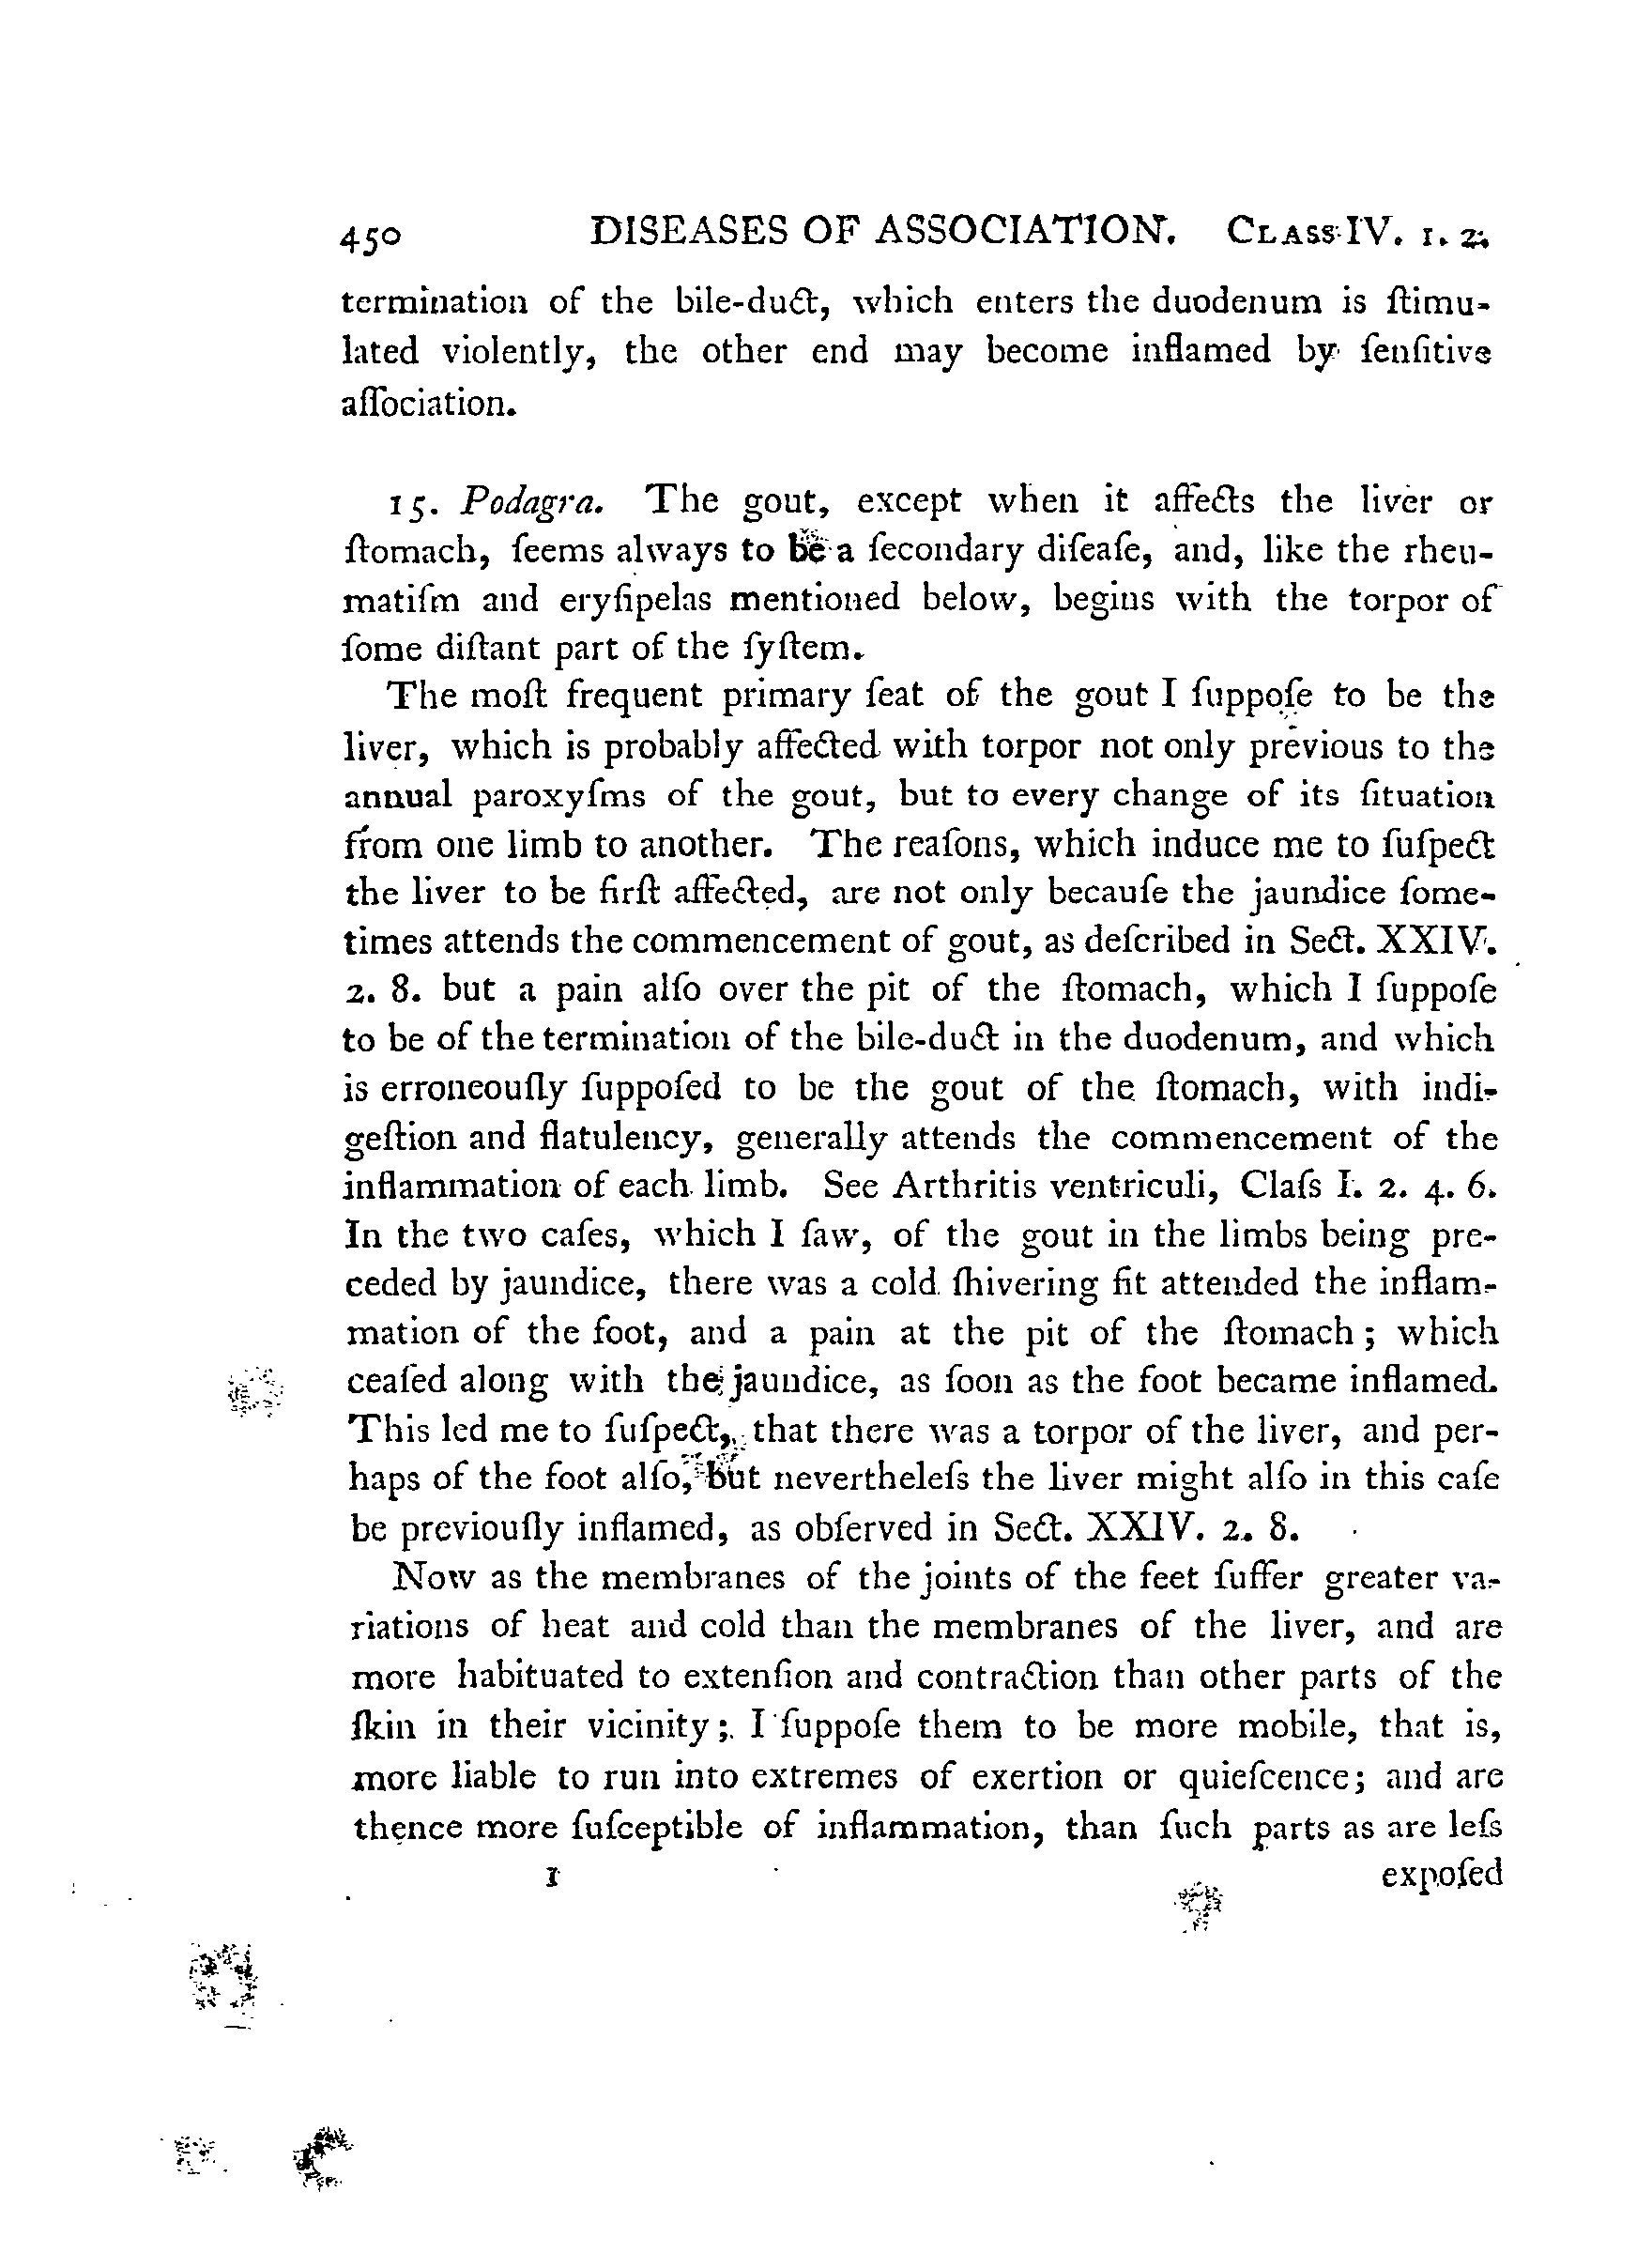 450 DISEASES OF ASSOCIATION. CLASS IV. 1. 2.
termination of the bile-duct, which enters the duodenum is ſtimu-
lated violently, the other end may become inflamed by ſenſitive
aſſociation.
15. Podagra. The gout, except when it affects the liver or
ſtomach, ſeems always to be a ſecondary diſeaſe, and, like the rheu-
matiſm and eryſipelas mentioned below, begins with the torpor of
ſome diſtant part of the ſyſtem.
The moſt frequent primary ſeat of the gout I ſuppoſe to be the
liver, which is probably affected with torpor not only previous to the
annual paroxyſms of the gout, but to every change of its ſituation
from one limb to another. The reaſons, which induce me to ſuſpect
the liver to be firſt affected, are not only becauſe the jaundice ſome-
times attends the commencement of gout, as deſcribed in Sect. XXIV.
2. 8. but a pain alſo over the pit of the ſtomach, which I ſuppoſe
to be of the termination of the bile-duct in the duodenum, and which
is erroneouſly ſuppoſed to be the gout of the ſtomach, with indi-
geſtion and flatulency, generally attends the commencement of the
inflammation of each limb. See Arthritis ventriculi, Claſs I. 2. 4. 6.
In the two caſes, which I ſaw, of the gout in the limbs being pre-
ceded by jaundice, there was a cold ſhivering fit attended the inflam-
mation of the foot, and a pain at the pit of the ſtomach; which
ceaſed along with the jaundice, as ſoon as the foot became inflamed.
This led me to ſuſpect, that there was a torpor of the liver, and per-
haps of the foot alſo, but nevertheleſs the liver might alſo in this caſe
be previouſly inflamed, as obſerved in Sect. XXIV. 2. 8.
Now as the membranes of the joints of the feet ſuffer greater va-
riations of heat and cold than the membranes of the liver, and are
more habituated to extenſion and contraction than other parts of the
ſkin in their vicinity; I ſuppoſe them to be more mobile, that is,
more liable to run into extremes of exertion or quieſcence; and are
thence more ſuſceptible of inflammation, than ſuch parts as are leſs
1 expoſed